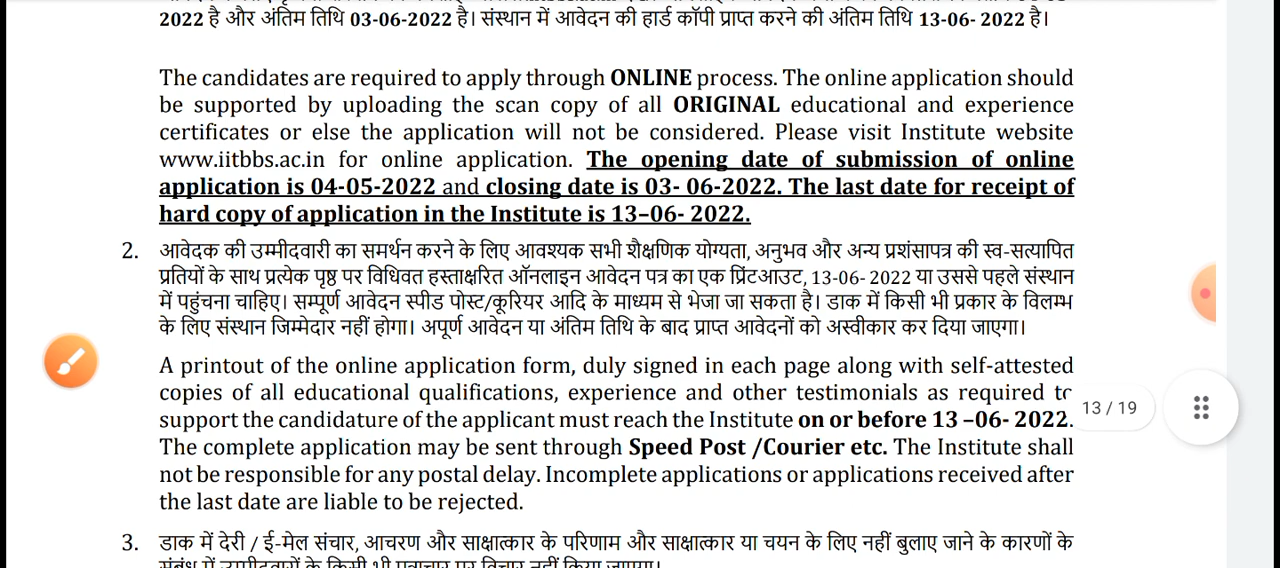 2022 है और अंतिम तिथि 03-06-2022 है। संस्थान में आवेदन की हार्ड कॉपी प्राप्त करने की अंतिम तिथि 13-06- 2022 है।
The candidates are required to apply through ONLINE process. The online application should
be supported by uploading the scan copy of all ORIGINAL educational and experience
certificates or else the application will not be considered. Please visit Institute website
www.iitbbs.ac.in for online application. The opening date of submission of online
application is 04-05-2022 and closing date is 03- 06-2022. The last date for receipt of
hard copy of application in the Institute is 13–06- 2022.
2. आवेदक की उम्मीदवारी का समर्थन करने के लिए आवश्यक सभी शैक्षणिक योग्यता, अनुभव और अन्य प्रशंसापत्र की स्व-सत्यापित
प्रतियों के साथ प्रत्येक पृष्ठ पर विधिवत हस्ताक्षरित ऑनलाइन आवेदन पत्र का एक प्रिंटआउट, 13-06- 2022 या उससे पहले संस्थान
में पहुंचना चाहिए। सम्पूर्ण आवेदन स्पीड पोस्ट/कूरियर आदि के माध्यम से भेजा जा सकता है। डाक में किसी भी प्रकार के विलम्भ
के लिए संस्थान जिम्मेदार नहीं होगा। अपूर्ण आवेदन या अंतिम तिथि के बाद प्राप्त आवेदनों को अस्वीकार कर दिया जाएगा।
A printout of the online application form, duly signed in each page along with self-attested
copies of all educational qualifications, experience and other testimonials as required to
support the candidature of the applicant must reach the Institute on or before 13 –06- 2022.
13 / 19
The complete application may be sent through Speed Post /Courier etc. The Institute shall
not be responsible for any postal delay. Incomplete applications or applications received after
the last date are liable to be rejected.
3. डाक में देरी / ई-मेल संचार, आचरण और साक्षात्कार के परिणाम और साक्षात्कार या चयन के लिए नहीं बुलाए जाने के कारणों के